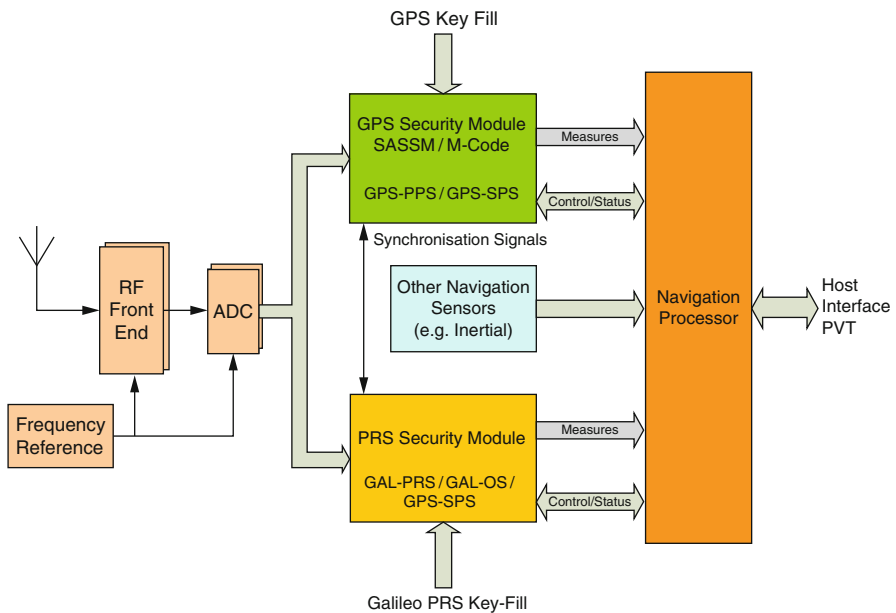 GPS Key Fill
GPS Security Module
SASSM / M-Code
GPS-PPS / GPS-SPS
Measures
Control/Status
Synchronisation Signals
RF
Front
End
ADC
Other Navigation
Sensors
(e.g. Inertial)
Navigation
Processor
Host
Interface
PVT
Frequency
Reference
PRS Security Module
GAL-PRS / GAL-OS /
GPS-SPS
Measures
Control/Status
Galileo PRS Key-Fill